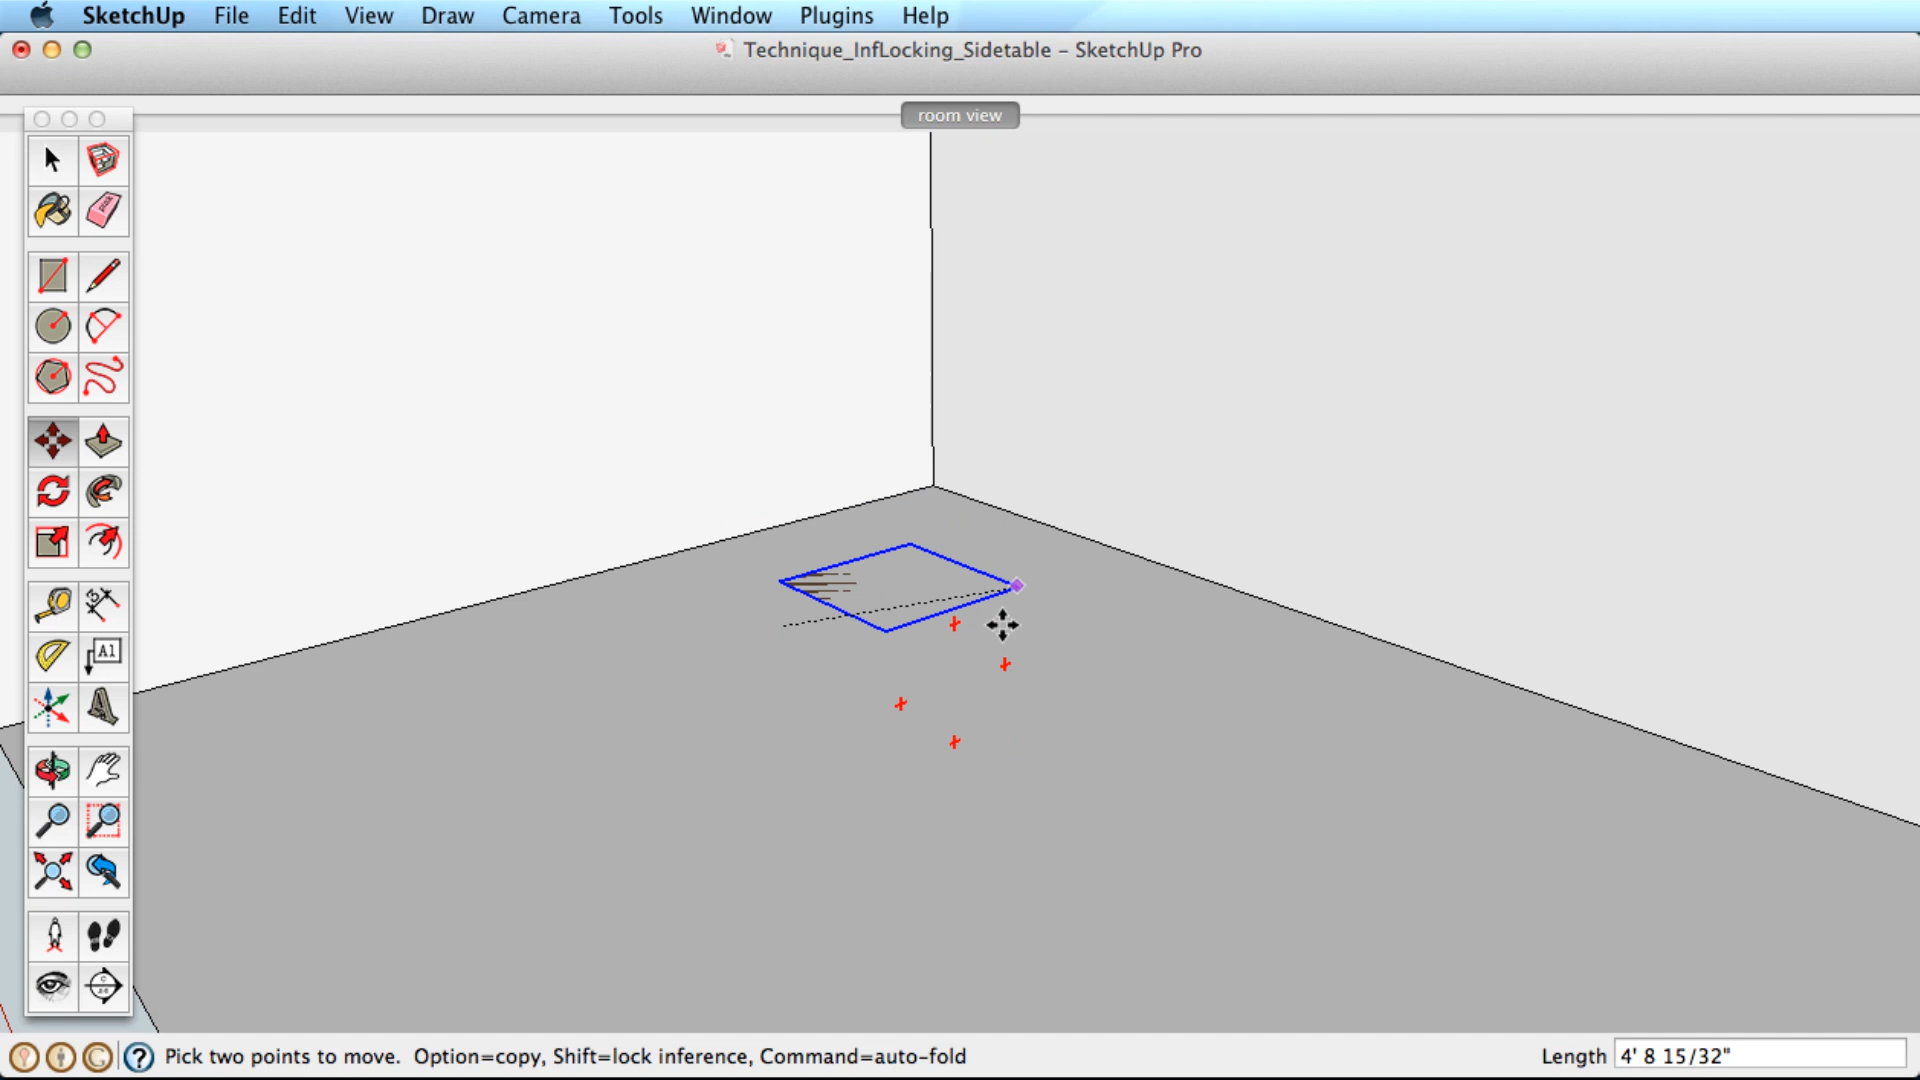 SketchUp File Edit View Draw Camera Tools Window Plugins Help
Technique_InfLocking_Sidetable – SketchUp Pro
room view
A1
Pick two points to move. Option=copy, Shift=lock inference, Command=auto-fold
Length 4' 8 15/32"